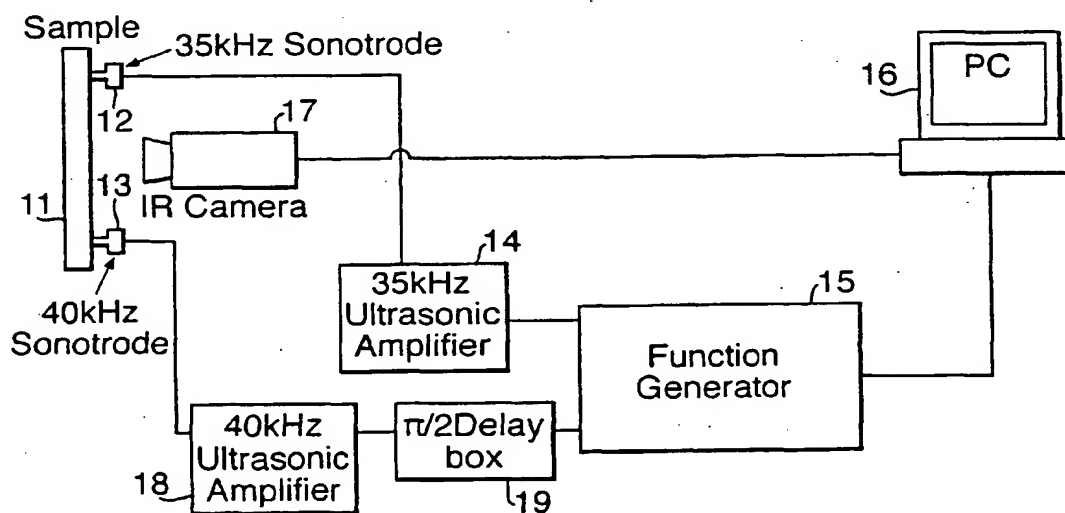 Sample
35kHz Sonotrode
12
17
16
PC
13
11
IR Camera
40kHz
Sonotrode
14
35kHz
Ultrasonic
Amplifier
15
Function
Generator
40kHz
Ultrasonic
Amplifier
18
π/2Delay
box
19